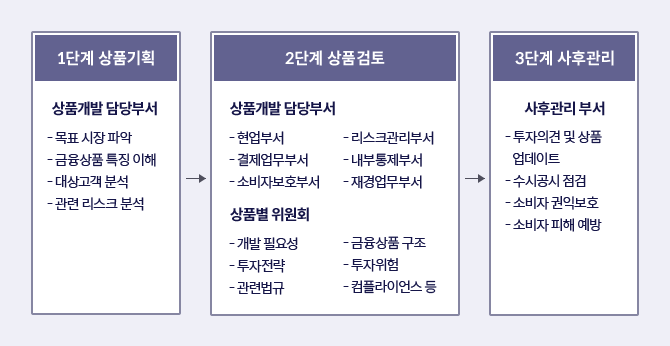 1단계 상품기획
상품개발 담당부서
- 목표 시장 파악
- 금융상품 특징 이해
- 대상고객 분석
- 관련 리스크 분석
2단계 상품검토
상품개발 담당부서
- 현업부서
- 결제업무부서
- 소비자보호부서
- 리스크관리부서
- 내부통제부서
- 재경업무부서
상품별 위원회
- 개발 필요성
- 투자전략
- 관련법규
- 금융상품 구조
- 투자위험
- 컴플라이언스 등
3단계 사후관리
사후관리 부서
- 투자의견 및 상품
업데이트
- 수시공시 점검
- 소비자 권익보호
- 소비자 피해 예방